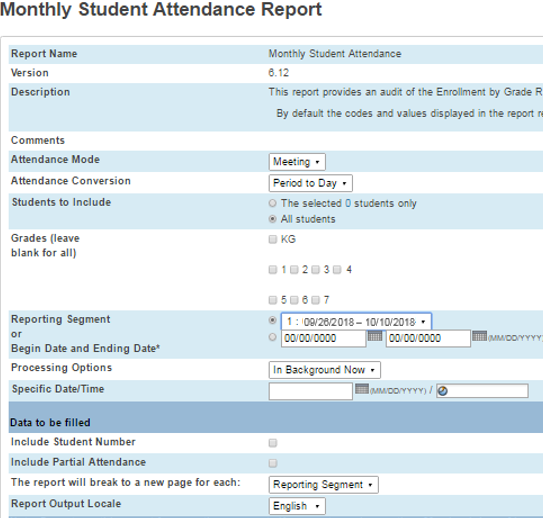 Monthly Student Attendance Report
Report Name Monthly Student Attendance
Version 6.12
Description This report provides an audit of the Enrollment by Grade R
By default the codes and values displayed in the report re
Comments
Attendance Mode Meeting
Attendance Conversion Period to Day
Students to Include The selected 0 students only
All students
Grades (leave
blank for all) KG
1 2 3 4
5 6 7
Reporting Segment 1 : 09/26/2018 – 10/10/2018
or 00/00/0000 00/00/0000 (MM/DD/YYYY)
Begin Date and Ending Date*
Processing Options In Background Now
Specific Date/Time (MM/DD/YYYY) /
Data to be filled
Include Student Number
Include Partial Attendance
The report will break to a new page for each: Reporting Segment
Report Output Locale English